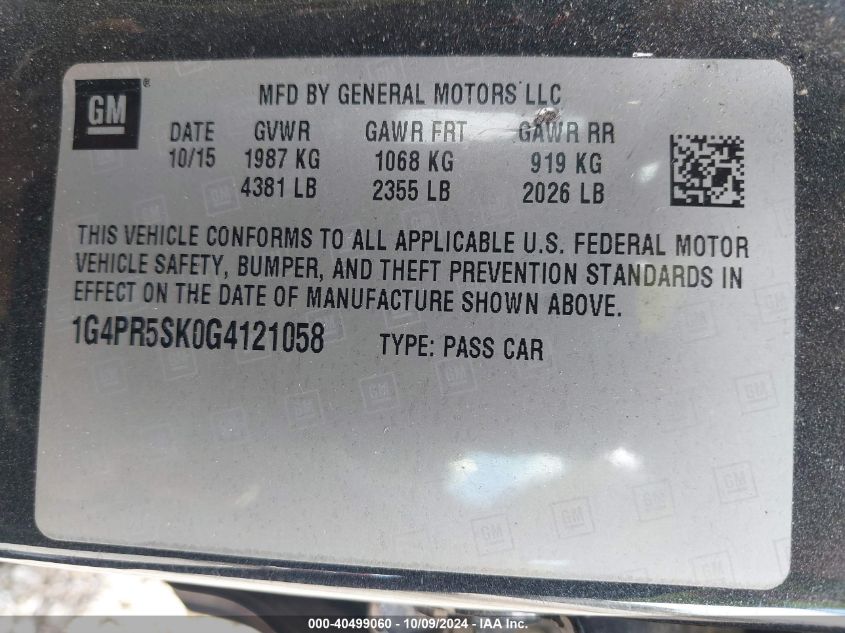 GM ®
MFD BY GENERAL MOTORS LLC
DATE GVWR GAWR FRT GAWR RR
10/15 1987 KG 1068 KG 919 KG
4381 LB 2355 LB 2026 LB
THIS VEHICLE CONFORMS TO ALL APPLICABLE U.S. FEDERAL MOTOR
VEHICLE SAFETY, BUMPER, AND THEFT PREVENTION STANDARDS IN
EFFECT ON THE DATE OF MANUFACTURE SHOWN ABOVE.
1G4PR5SK0G4121058 TYPE: PASS CAR
000-40499060 - 10/09/2024 - IAA Inc.